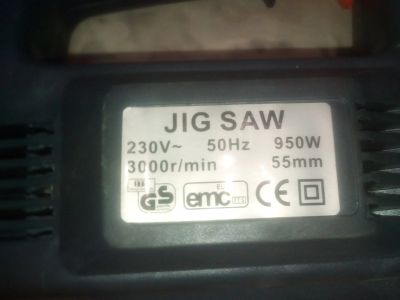 JIG SAW
230V~ 50Hz 950W
3000r/min 55mm
GS emc CE